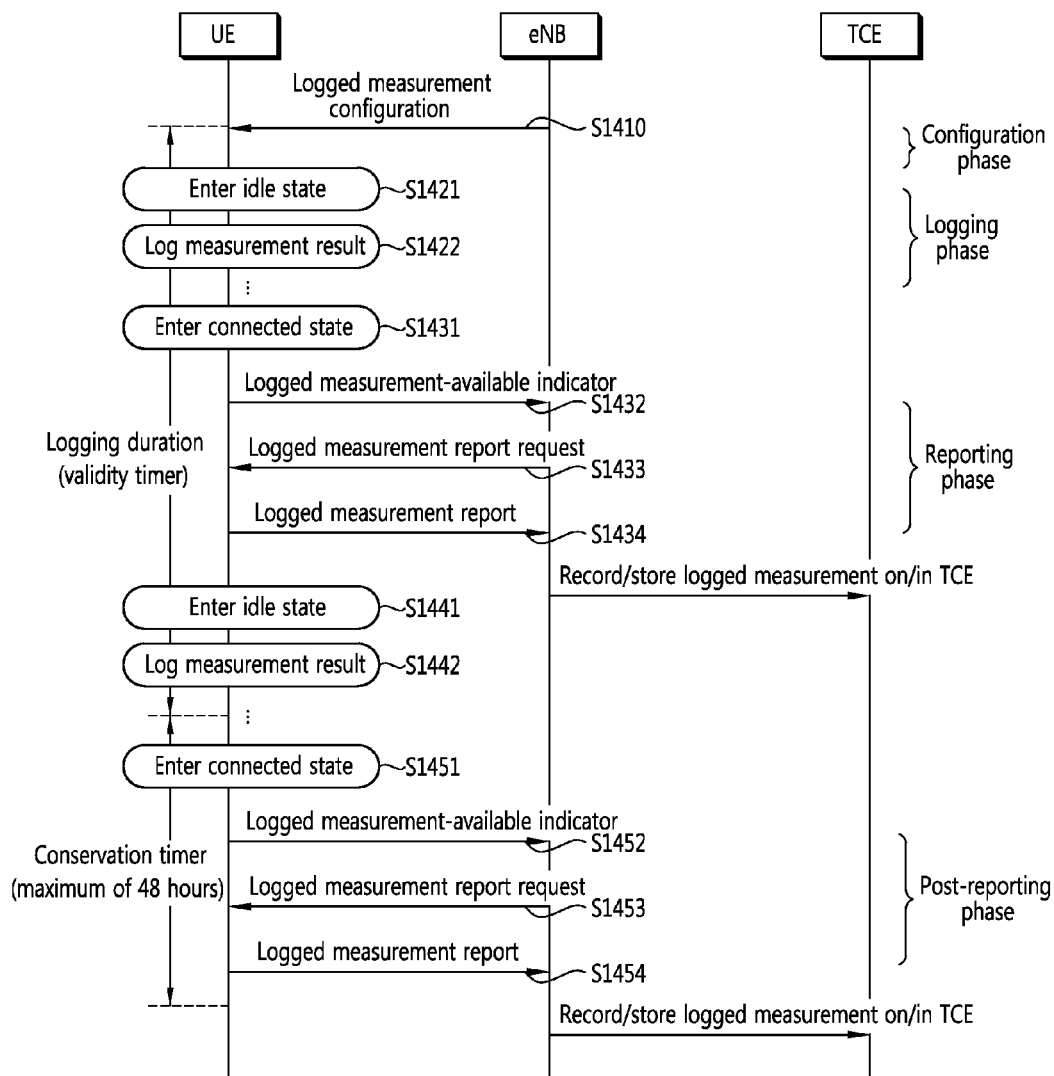 UE
eNB
TCE
Logged measurement
configuration
S1410
Configuration
phase
Enter idle state
S1421
Logging
phase
Log measurement result
S1422
⋮
Enter connected state
S1431
Logged measurement-available indicator
S1432
Logging duration
(validity timer)
Logged measurement report request
S1433
Reporting
phase
Logged measurement report
S1434
Record/store logged measurement on/in TCE
Enter idle state
S1441
Log measurement result
S1442
⋮
Enter connected state
S1451
Logged measurement-available indicator
S1452
Conservation timer
(maximum of 48 hours)
Logged measurement report request
S1453
Post-reporting
phase
Logged measurement report
S1454
Record/store logged measurement on/in TCE